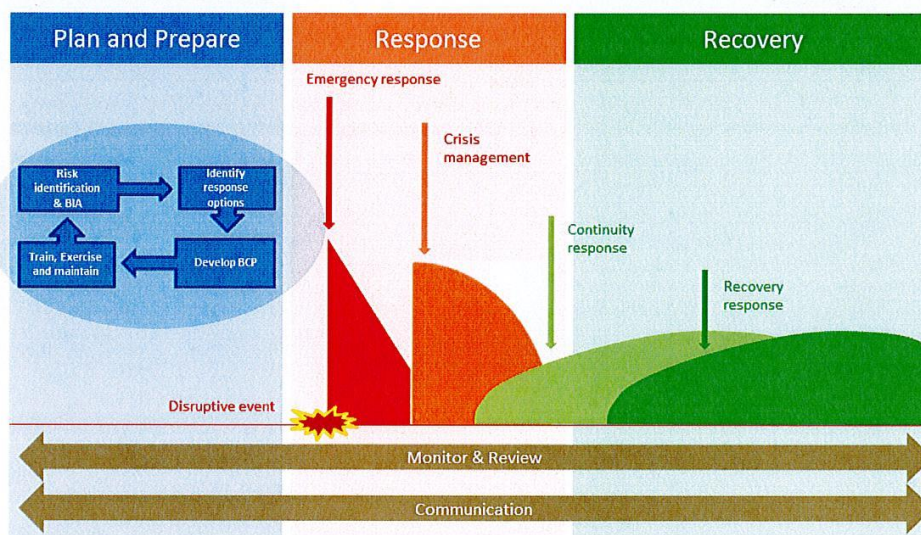 Plan and Prepare
Response
Recovery
Emergency response
Crisis
management
Risk
identification
& BIA
Identify
response
options
Train, Exercise
and maintain
Develop BCP
Continuity
response
Recovery
response
Disruptive event
Monitor & Review
Communication